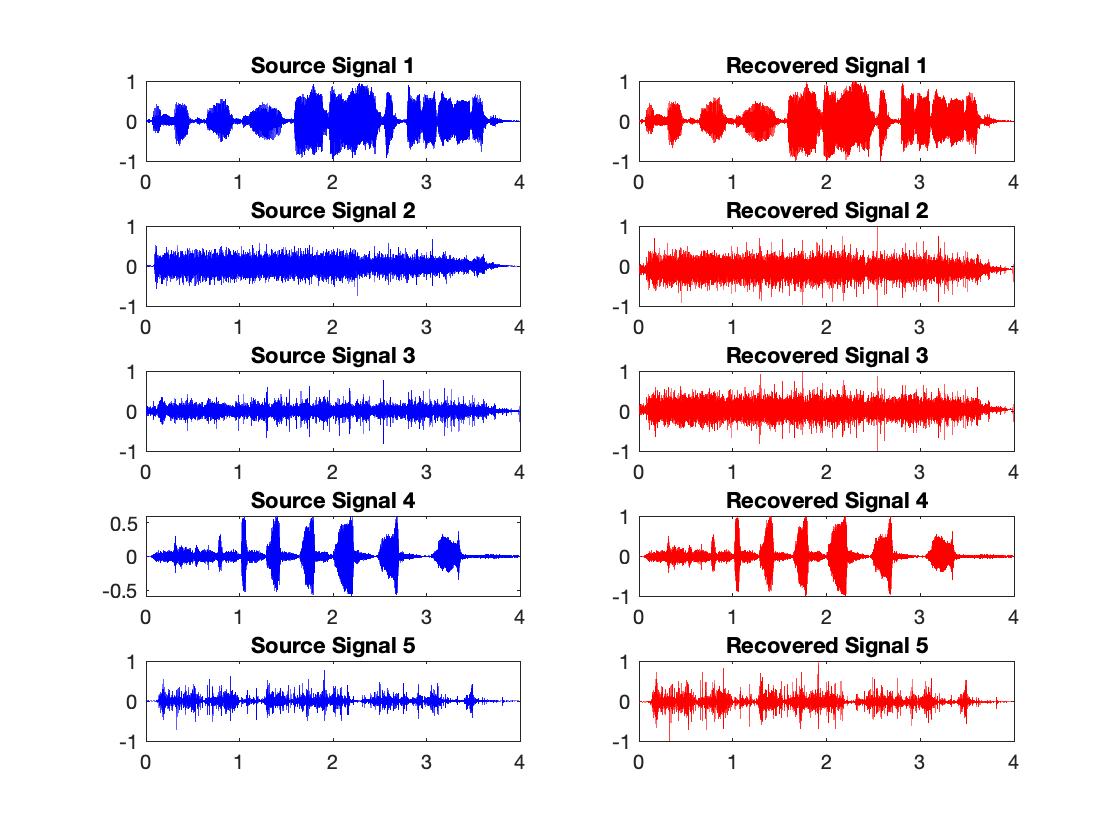 Source Signal 1
1
0
-1
0 1 2 3 4
Recovered Signal 1
1
0
-1
0 1 2 3 4
Source Signal 2
1
0
-1
0 1 2 3 4
Recovered Signal 2
1
0
-1
0 1 2 3 4
Source Signal 3
1
0
-1
0 1 2 3 4
Recovered Signal 3
1
0
-1
0 1 2 3 4
Source Signal 4
0.5
0
-0.5
0 1 2 3 4
Recovered Signal 4
1
0
-1
0 1 2 3 4
Source Signal 5
1
0
-1
0 1 2 3 4
Recovered Signal 5
1
0
-1
0 1 2 3 4